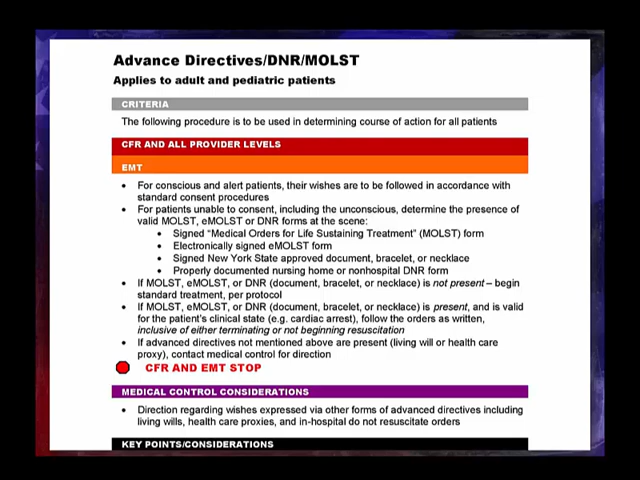 Advance Directives/DNR/MOLST
Applies to adult and pediatric patients
CRITERIA
The following procedure is to be used in determining course of action for all patients
CFR AND ALL PROVIDER LEVELS
EMT
• For conscious and alert patients, their wishes are to be followed in accordance with
standard consent procedures
• For patients unable to consent, including the unconscious, determine the presence of
valid MOLST, eMOLST or DNR forms at the scene:
• Signed “Medical Orders for Life Sustaining Treatment” (MOLST) form
• Electronically signed eMOLST form
• Signed New York State approved document, bracelet, or necklace
• Properly documented nursing home or nonhospital DNR form
• If MOLST, eMOLST, or DNR (document, bracelet, or necklace) is not present – begin
standard treatment, per protocol
• If MOLST, eMOLST, or DNR (document, bracelet, or necklace) is present, and is valid
for the patient's clinical state (e.g. cardiac arrest), follow the orders as written,
inclusive of either terminating or not beginning resuscitation
• If advanced directives not mentioned above are present (living will or health care
proxy), contact medical control for direction
CFR AND EMT STOP
MEDICAL CONTROL CONSIDERATIONS
• Direction regarding wishes expressed via other forms of advanced directives including
living wills, health care proxies, and in-hospital do not resuscitate orders
KEY POINTS/CONSIDERATIONS